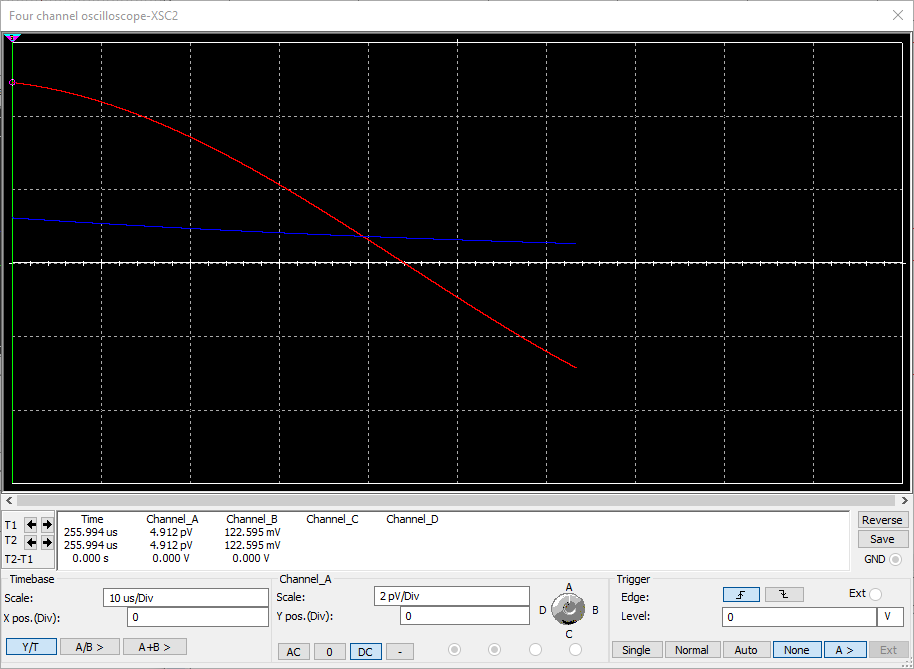 Four channel oscilloscope-XSC2
T1
T2
T2-T1
Time Channel_A Channel_B Channel_C Channel_D
255.994 us 4.912 pV 122.595 mV
255.994 us 4.912 pV 122.595 mV
0.000 s 0.000 V 0.000 V
Reverse
Save
GND
Timebase
Scale: 10 us/Div
X pos.(Div): 0
Y/T A/B > A+B >
Channel_A
Scale: 2 pV/Div
Y pos.(Div): 0
AC 0 DC -
A
D B
C
Trigger
Edge: Ext
Level: 0 V
Single Normal Auto None A > Ext